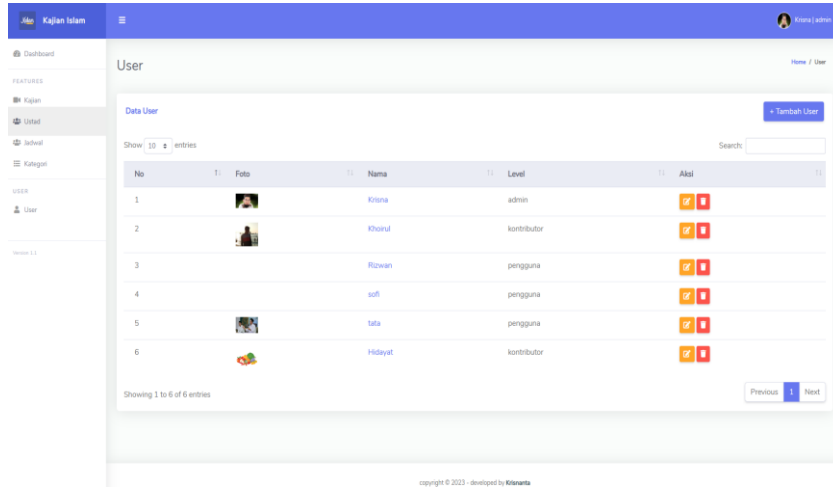 Kajian Islam
Krisna | admin
Dashboard
User
Home / User
FEATURES
Kajian
Data User
+ Tambah User
Ustad
Jadwal
Show 10 entries
Search:
Kategori
No Foto Nama Level Aksi
USER
1 Krisna admin
User
2 Khoirul kontributor
Version 1.1
3 Rizwan pengguna
4 sofi pengguna
5 tata pengguna
6 Hidayat kontributor
Showing 1 to 6 of 6 entries
Previous 1 Next
copyright © 2023 - developed by Krisnanta